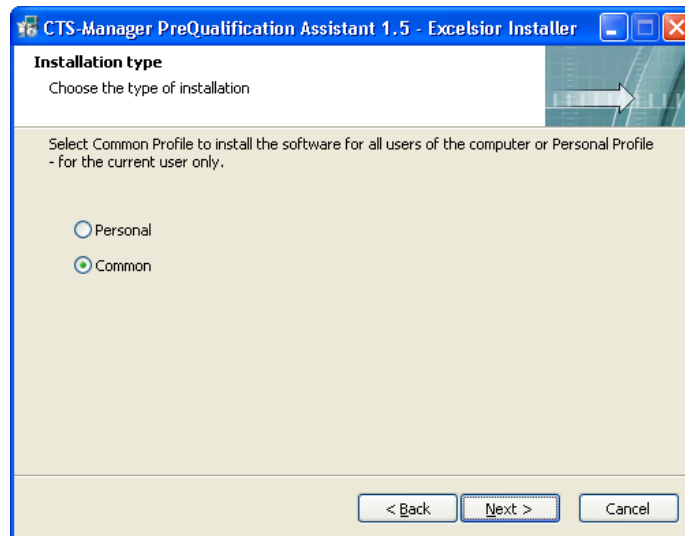 CTS-Manager PreQualification Assistant 1.5 - Excelsior Installer
Installation type
Choose the type of installation
Select Common Profile to install the software for all users of the computer or Personal Profile
- for the current user only.
Personal
Common
< Back Next > Cancel